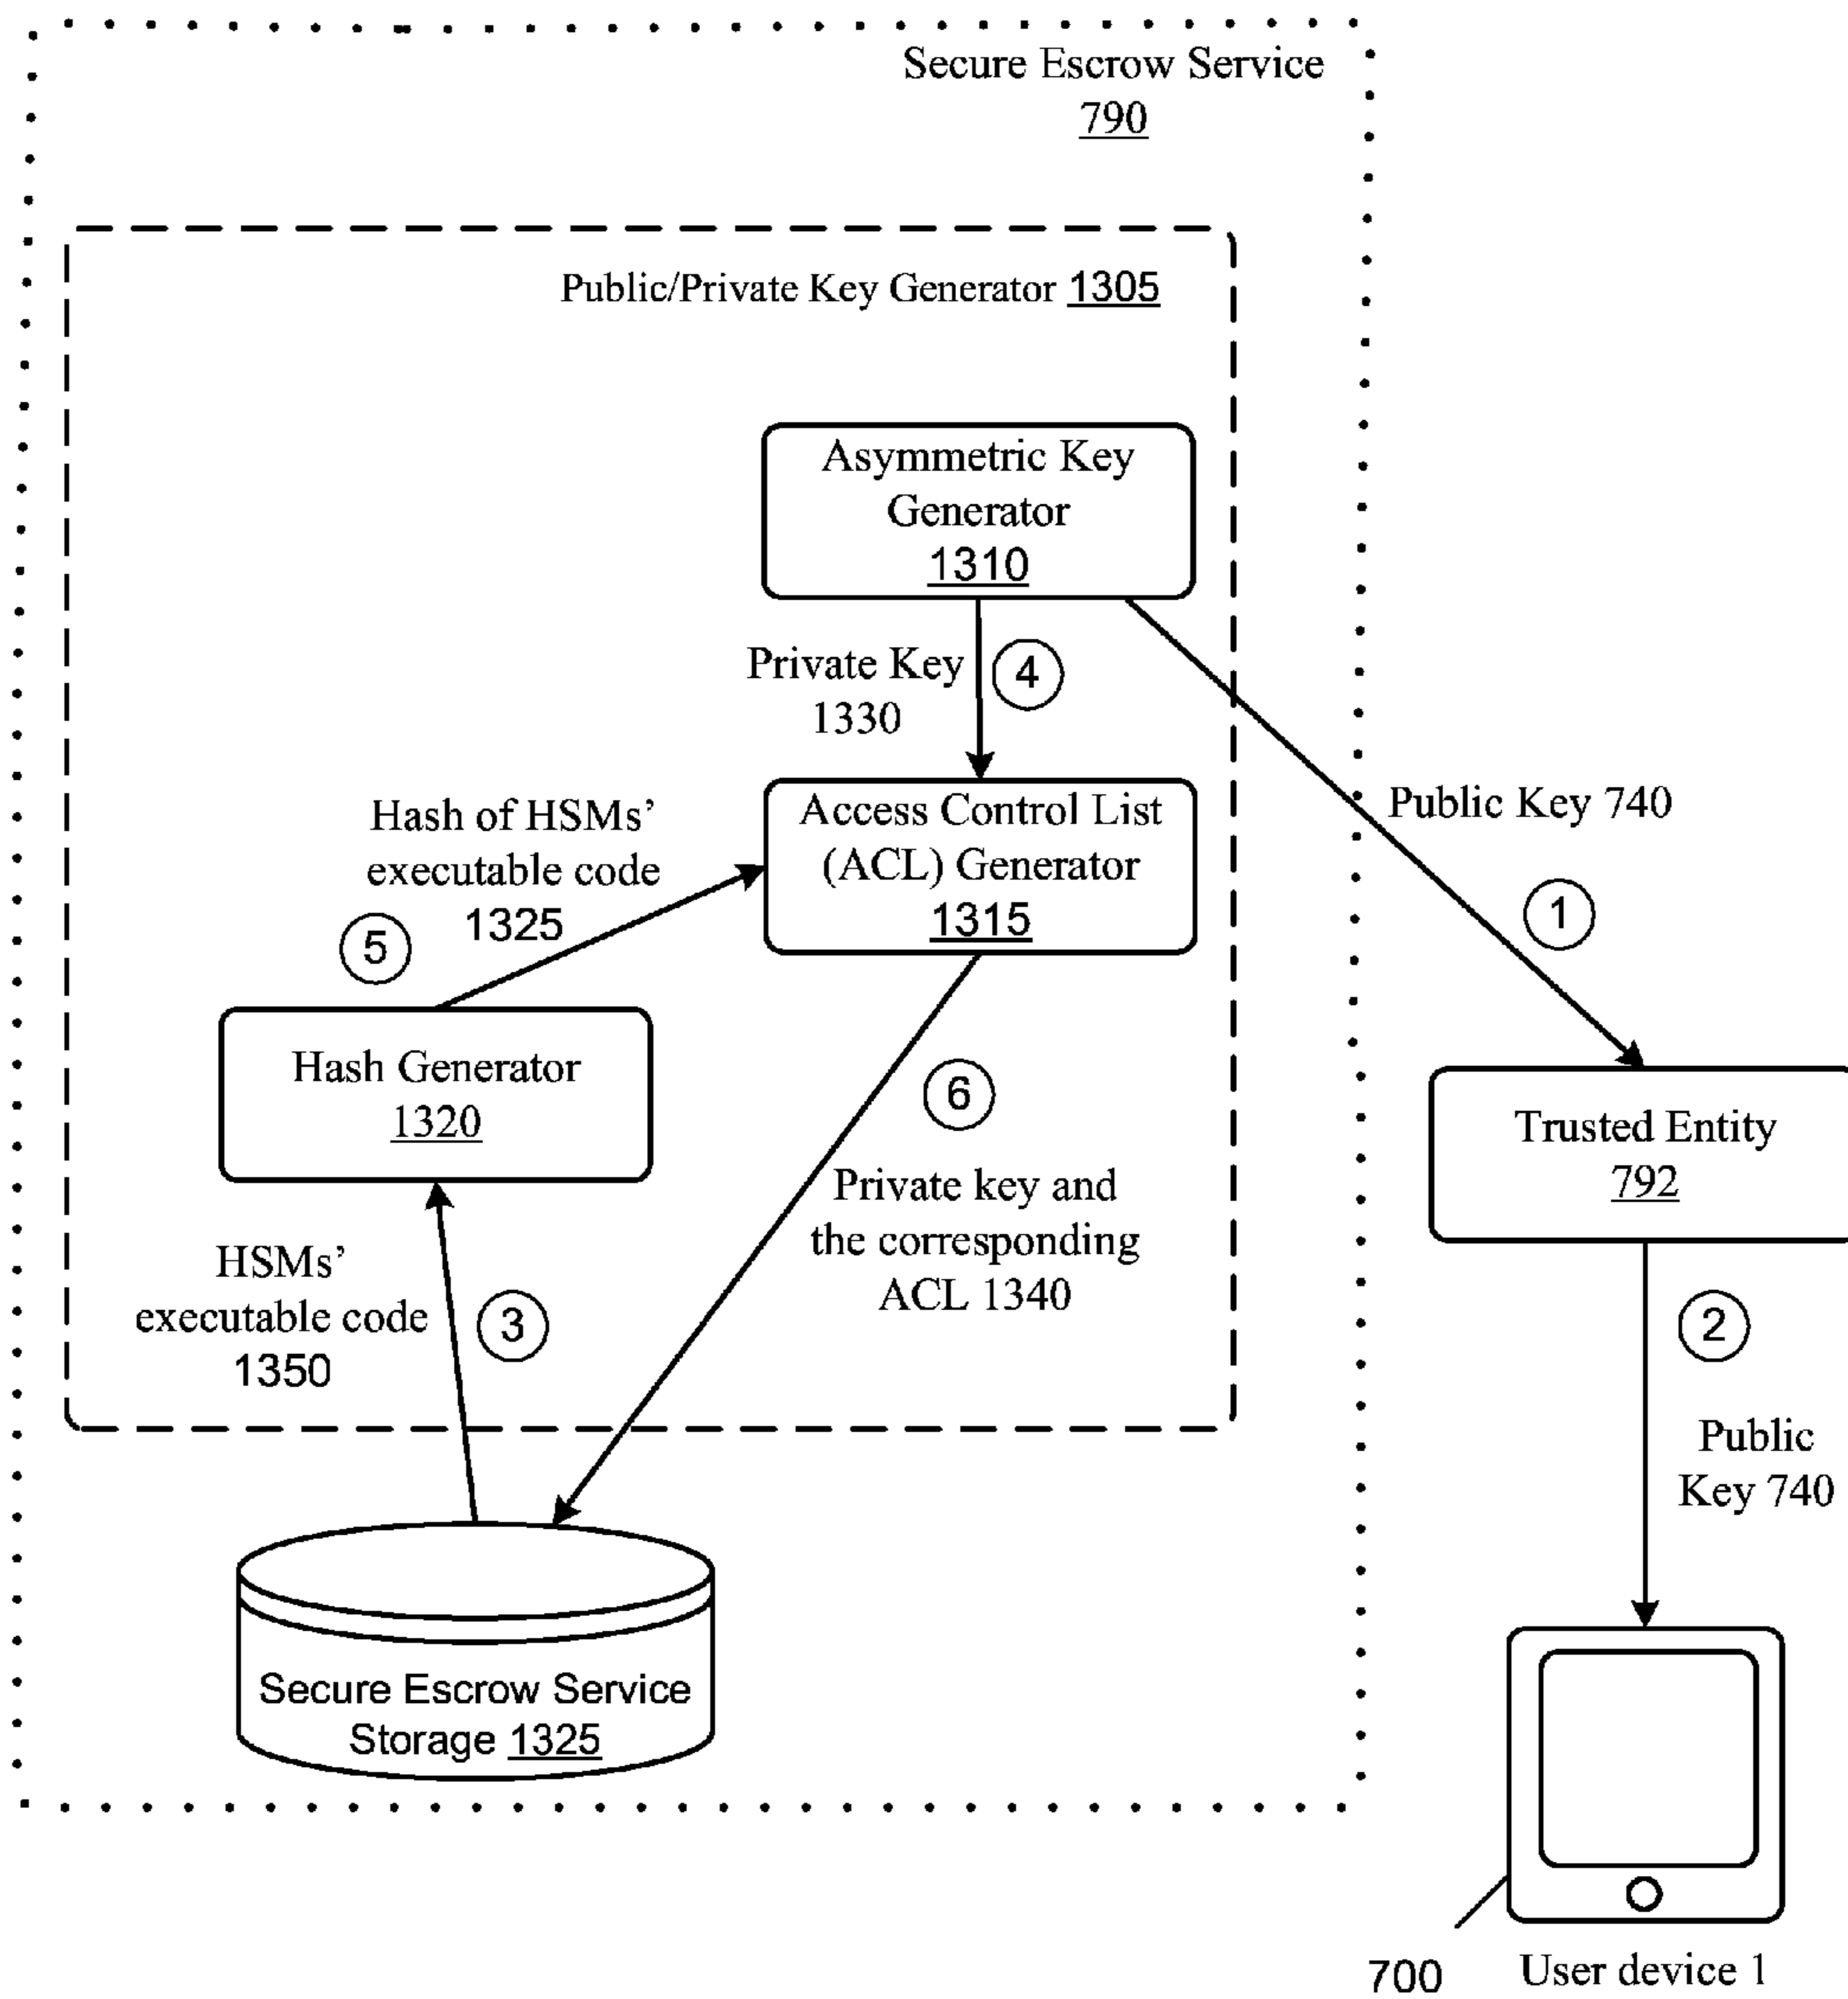 Secure Escrow Service
790
Public/Private Key Generator 1305
Asymmetric Key
Generator
1310
Private Key
1330
4
Hash of HSMs’
executable code
1325
5
Access Control List
(ACL) Generator
1315
Public Key 740
1
Hash Generator
1320
6
Private key and
the corresponding
ACL 1340
Trusted Entity
792
HSMs’
executable code
1350
3
2
Public
Key 740
Secure Escrow Service
Storage 1325
700
User device 1